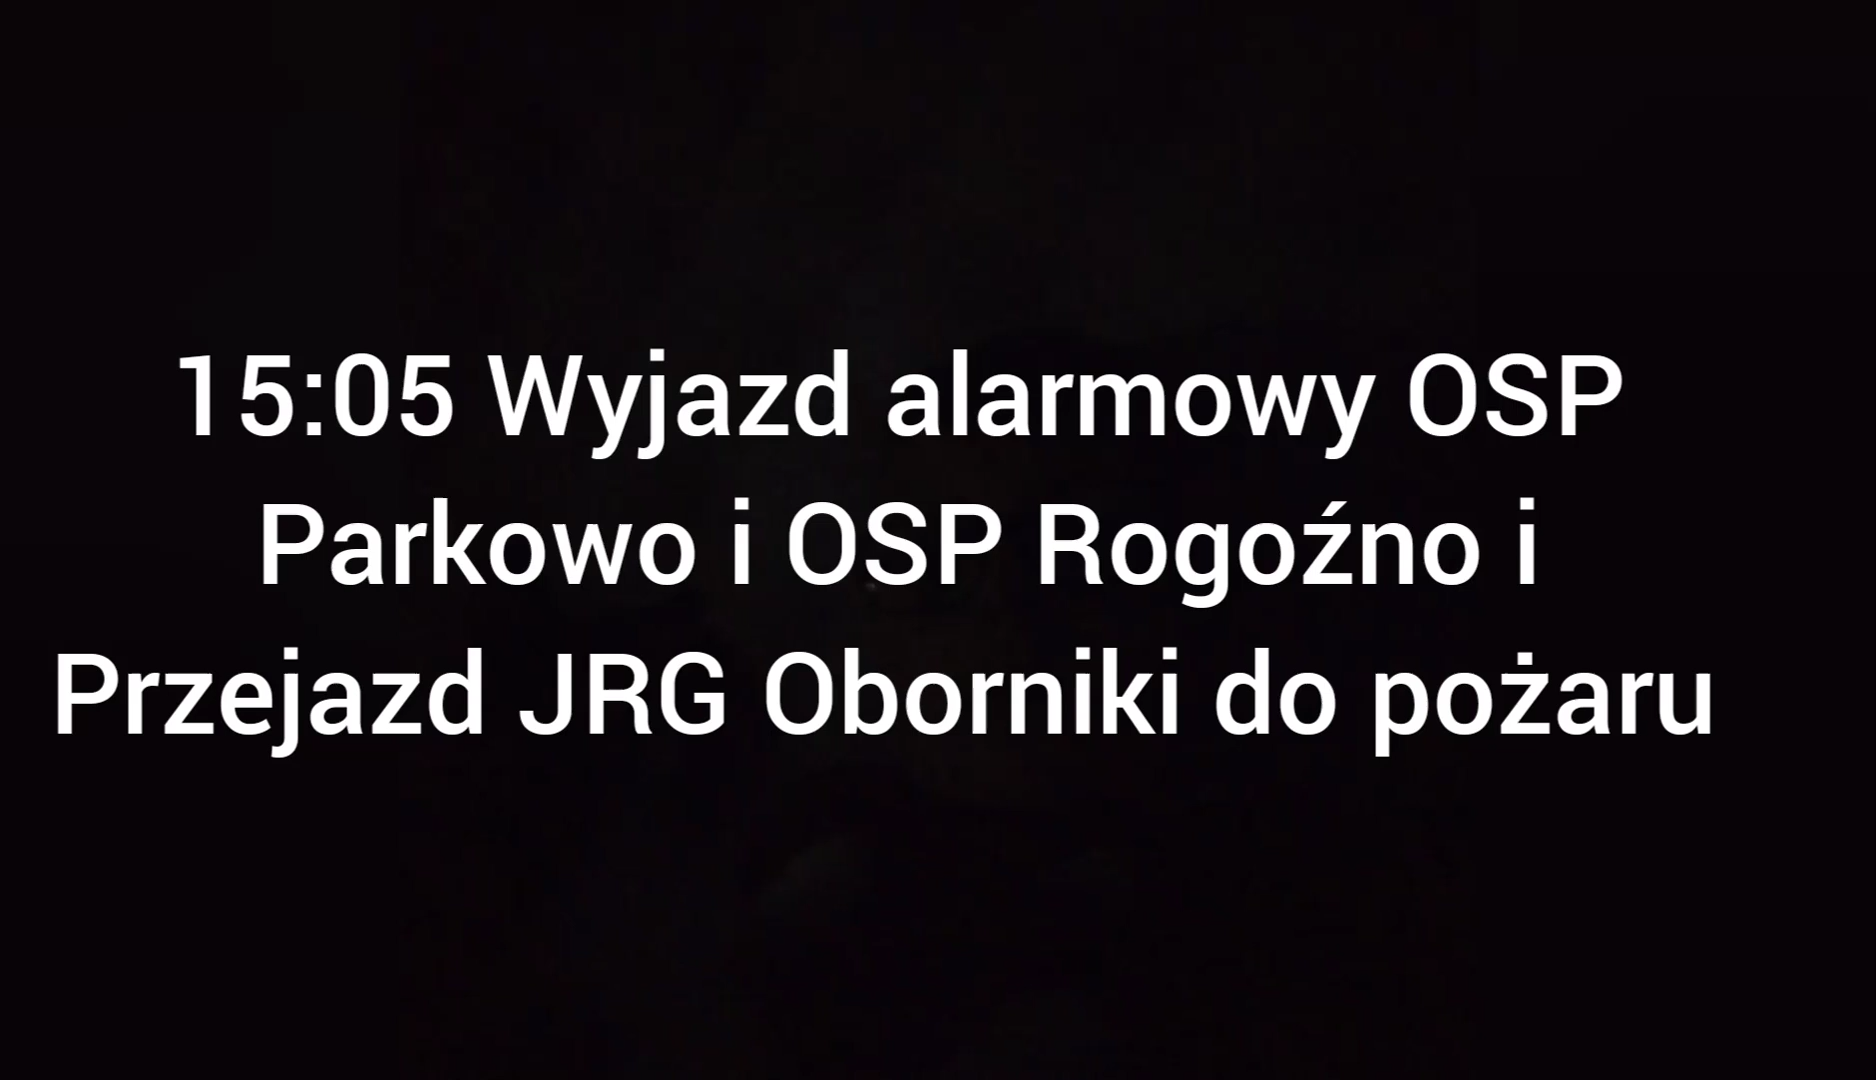 15:05 Wyjazd alarmowy OSP
Parkowo i OSP Rogoźno i
Przejazd JRG Oborniki do pożaru